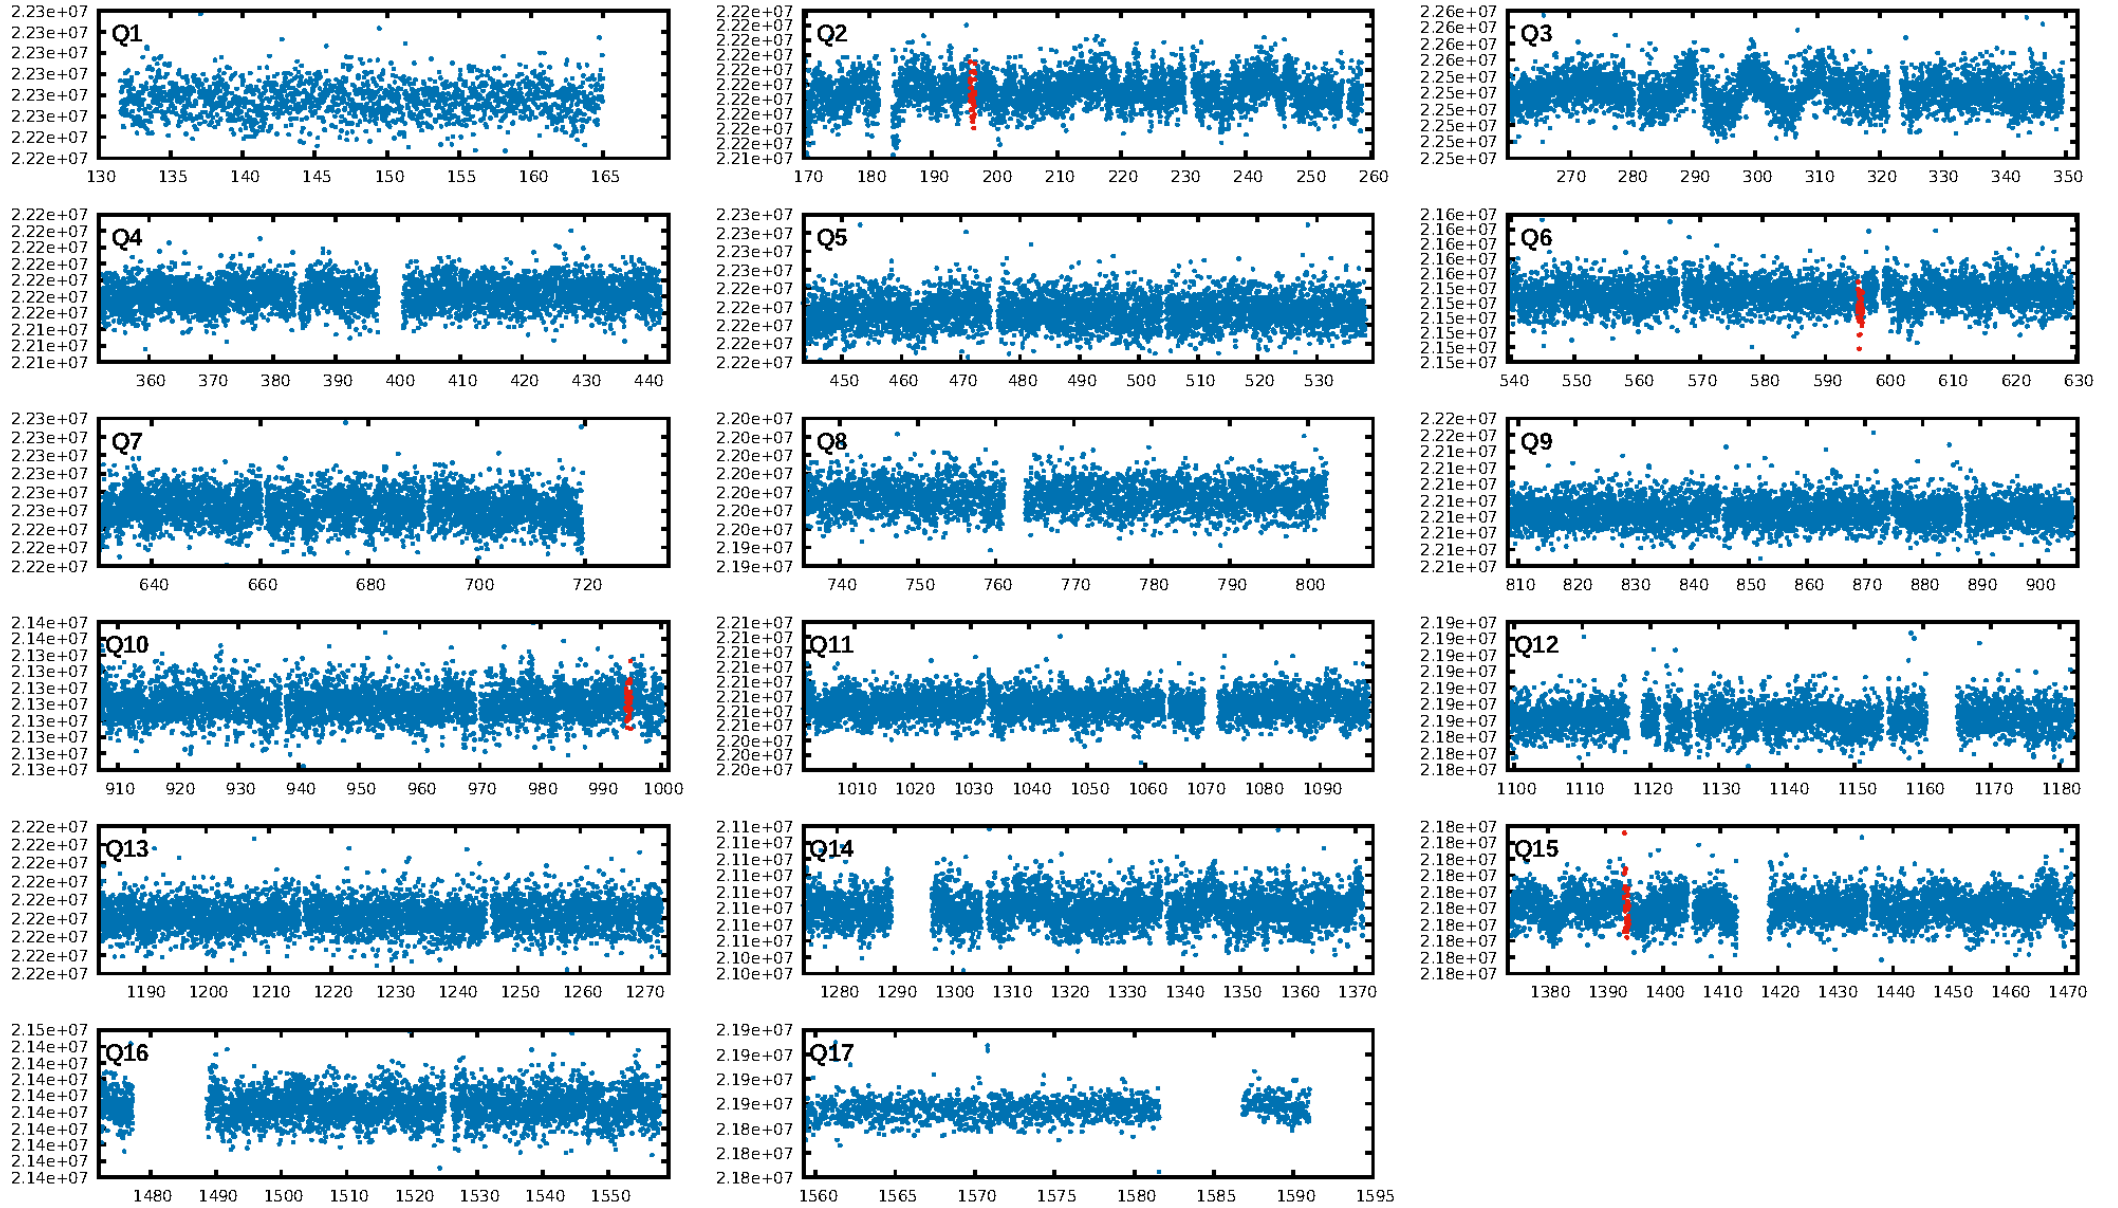 2.23e+07 2.23e+07 2.23e+07 2.23e+07 2.23e+07 2.23e+07 2.22e+07 2.22e+07
Q1
130 135 140 145 150 155 160 165
2.22e+07 2.22e+07 2.22e+07 2.22e+07 2.22e+07 2.22e+07 2.22e+07 2.22e+07 2.22e+07 2.22e+07 2.21e+07
Q2
170 180 190 200 210 220 230 240 250 260
2.26e+07 2.26e+07 2.26e+07 2.26e+07 2.25e+07 2.25e+07 2.25e+07 2.25e+07 2.25e+07 2.25e+07
Q3
270 280 290 300 310 320 330 340 350
2.22e+07 2.22e+07 2.22e+07 2.22e+07 2.22e+07 2.22e+07 2.22e+07 2.21e+07 2.21e+07 2.21e+07
Q4
360 370 380 390 400 410 420 430 440
2.23e+07 2.23e+07 2.23e+07 2.23e+07 2.22e+07 2.22e+07 2.22e+07 2.22e+07 2.22e+07
Q5
450 460 470 480 490 500 510 520 530
2.16e+07 2.16e+07 2.16e+07 2.16e+07 2.16e+07 2.15e+07 2.15e+07 2.15e+07 2.15e+07 2.15e+07 2.15e+07
Q6
540 550 560 570 580 590 600 610 620 630
2.23e+07 2.23e+07 2.23e+07 2.23e+07 2.23e+07 2.23e+07 2.22e+07 2.22e+07 2.22e+07
Q7
640 660 680 700 720
2.20e+07 2.20e+07 2.20e+07 2.20e+07 2.20e+07 2.20e+07 2.20e+07 2.19e+07 2.19e+07
Q8
740 750 760 770 780 790 800
2.22e+07 2.22e+07 2.21e+07 2.21e+07 2.21e+07 2.21e+07 2.21e+07 2.21e+07 2.21e+07 2.21e+07
Q9
810 820 830 840 850 860 870 880 890 900
2.14e+07 2.14e+07 2.13e+07 2.13e+07 2.13e+07 2.13e+07 2.13e+07 2.13e+07 2.13e+07 2.13e+07
Q10
910 920 930 940 950 960 970 980 990 1000
2.21e+07 2.21e+07 2.21e+07 2.21e+07 2.21e+07 2.21e+07 2.21e+07 2.21e+07 2.20e+07 2.20e+07 2.20e+07
Q11
1010 1020 1030 1040 1050 1060 1070 1080 1090
2.19e+07 2.19e+07 2.19e+07 2.19e+07 2.19e+07 2.19e+07 2.19e+07 2.18e+07 2.18e+07 2.18e+07
Q12
1100 1110 1120 1130 1140 1150 1160 1170 1180
2.22e+07 2.22e+07 2.22e+07 2.22e+07 2.22e+07 2.22e+07 2.22e+07 2.22e+07 2.22e+07
Q13
1190 1200 1210 1220 1230 1240 1250 1260 1270
2.11e+07 2.11e+07 2.11e+07 2.11e+07 2.11e+07 2.11e+07 2.11e+07 2.11e+07 2.10e+07 2.10e+07
Q14
1280 1290 1300 1310 1320 1330 1340 1350 1360 1370
2.18e+07 2.18e+07 2.18e+07 2.18e+07 2.18e+07 2.18e+07 2.18e+07 2.18e+07 2.18e+07 2.18e+07
Q15
1380 1390 1400 1410 1420 1430 1440 1450 1460 1470
2.15e+07 2.14e+07 2.14e+07 2.14e+07 2.14e+07 2.14e+07 2.14e+07 2.14e+07 2.14e+07 2.14e+07
Q16
1480 1490 1500 1510 1520 1530 1540 1550
2.19e+07 2.19e+07 2.19e+07 2.19e+07 2.18e+07 2.18e+07 2.18e+07
Q17
1560 1565 1570 1575 1580 1585 1590 1595